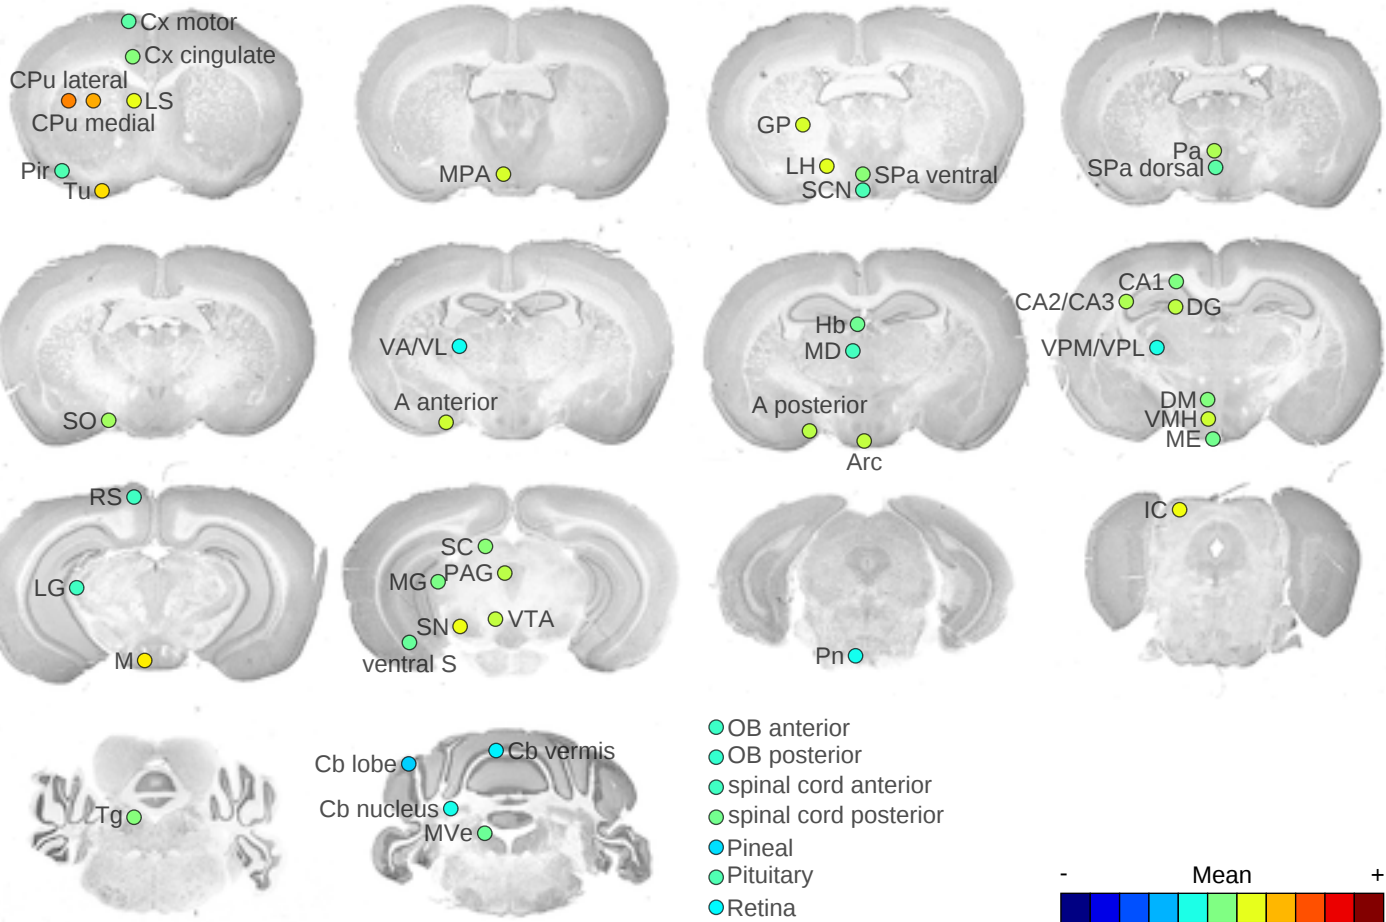 Cx motor
Cx cingulate
CPu lateral
LS
CPu medial
Pir
Tu
MPA
GP
LH
SPa ventral
SCN
Pa
SPa dorsal
SO
VA/VL
A anterior
Hb
MD
A posterior
Arc
CA1
CA2/CA3
DG
VPM/VPL
DM
VMH
ME
RS
LG
M
SC
PAG
MG
SN
VTA
ventral S
Pn
IC
Tg
Cb lobe
Cb vermis
Cb nucleus
MVe
OB anterior
OB posterior
spinal cord anterior
spinal cord posterior
Pineal
Pituitary
Retina
- Mean +